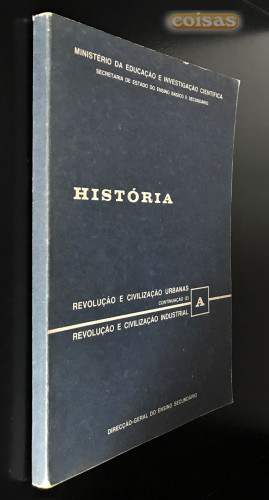 coisas
MINISTÉRIO DA EDUCAÇÃO E INVESTIGAÇÃO CIENTÍFICA
SECRETARIA DE ESTADO DO ENSINO BÁSICO E SECUNDÁRIO
HISTÓRIA
REVOLUÇÃO E CIVILIZAÇÃO URBANAS
CONTINUAÇÃO (2)
A
REVOLUÇÃO E CIVILIZAÇÃO INDUSTRIAL
DIRECÇÃO-GERAL DO ENSINO SECUNDÁRIO